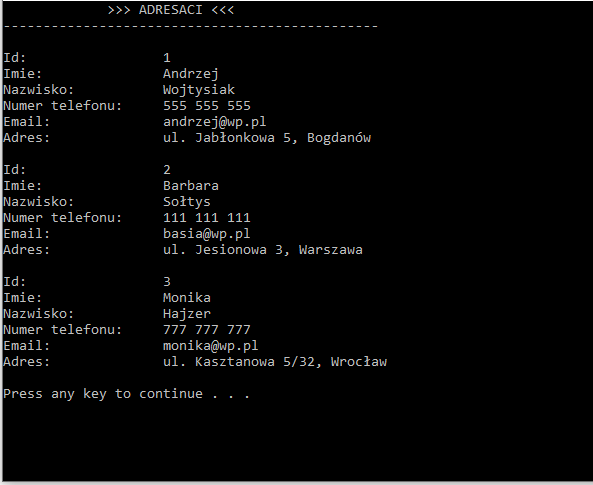 >>> ADRESACI <<<
-----------------------------------------------
Id: 1
Imie: Andrzej
Nazwisko: Wojtysiak
Numer telefonu: 555 555 555
Email: andrzej@wp.pl
Adres: ul. Jabłonkowa 5, Bogdanów
Id: 2
Imie: Barbara
Nazwisko: Sołtys
Numer telefonu: 111 111 111
Email: basia@wp.pl
Adres: ul. Jesionowa 3, Warszawa
Id: 3
Imie: Monika
Nazwisko: Hajzer
Numer telefonu: 777 777 777
Email: monika@wp.pl
Adres: ul. Kasztanowa 5/32, Wrocław
Press any key to continue . . .